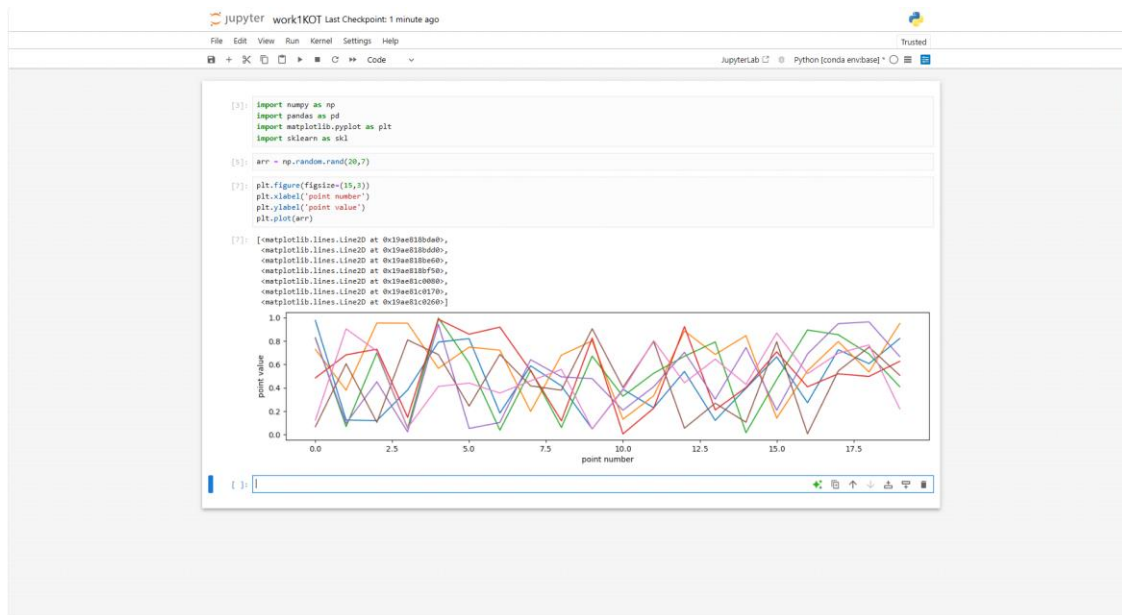 jupyter work1KOT Last Checkpoint: 1 minute ago
File Edit View Run Kernel Settings Help
Trusted
Code
JupyterLab
Python [conda env:base] *
[3]: import numpy as np
import pandas as pd
import matplotlib.pyplot as plt
import sklearn as skl
[5]: arr = np.random.rand(20,7)
[7]: plt.figure(figsize=(15,3))
plt.xlabel('point number')
plt.ylabel('point value')
plt.plot(arr)
[7]: [<matplotlib.lines.Line2D at 0x19ae818bda0>,
<matplotlib.lines.Line2D at 0x19ae818bdd0>,
<matplotlib.lines.Line2D at 0x19ae818be60>,
<matplotlib.lines.Line2D at 0x19ae818bf50>,
<matplotlib.lines.Line2D at 0x19ae81c0080>,
<matplotlib.lines.Line2D at 0x19ae81c0170>,
<matplotlib.lines.Line2D at 0x19ae81c0260>]
1.0
0.8
0.6
0.4
0.2
0.0
point value
0.0 2.5 5.0 7.5 10.0 12.5 15.0 17.5
point number
[ ]: